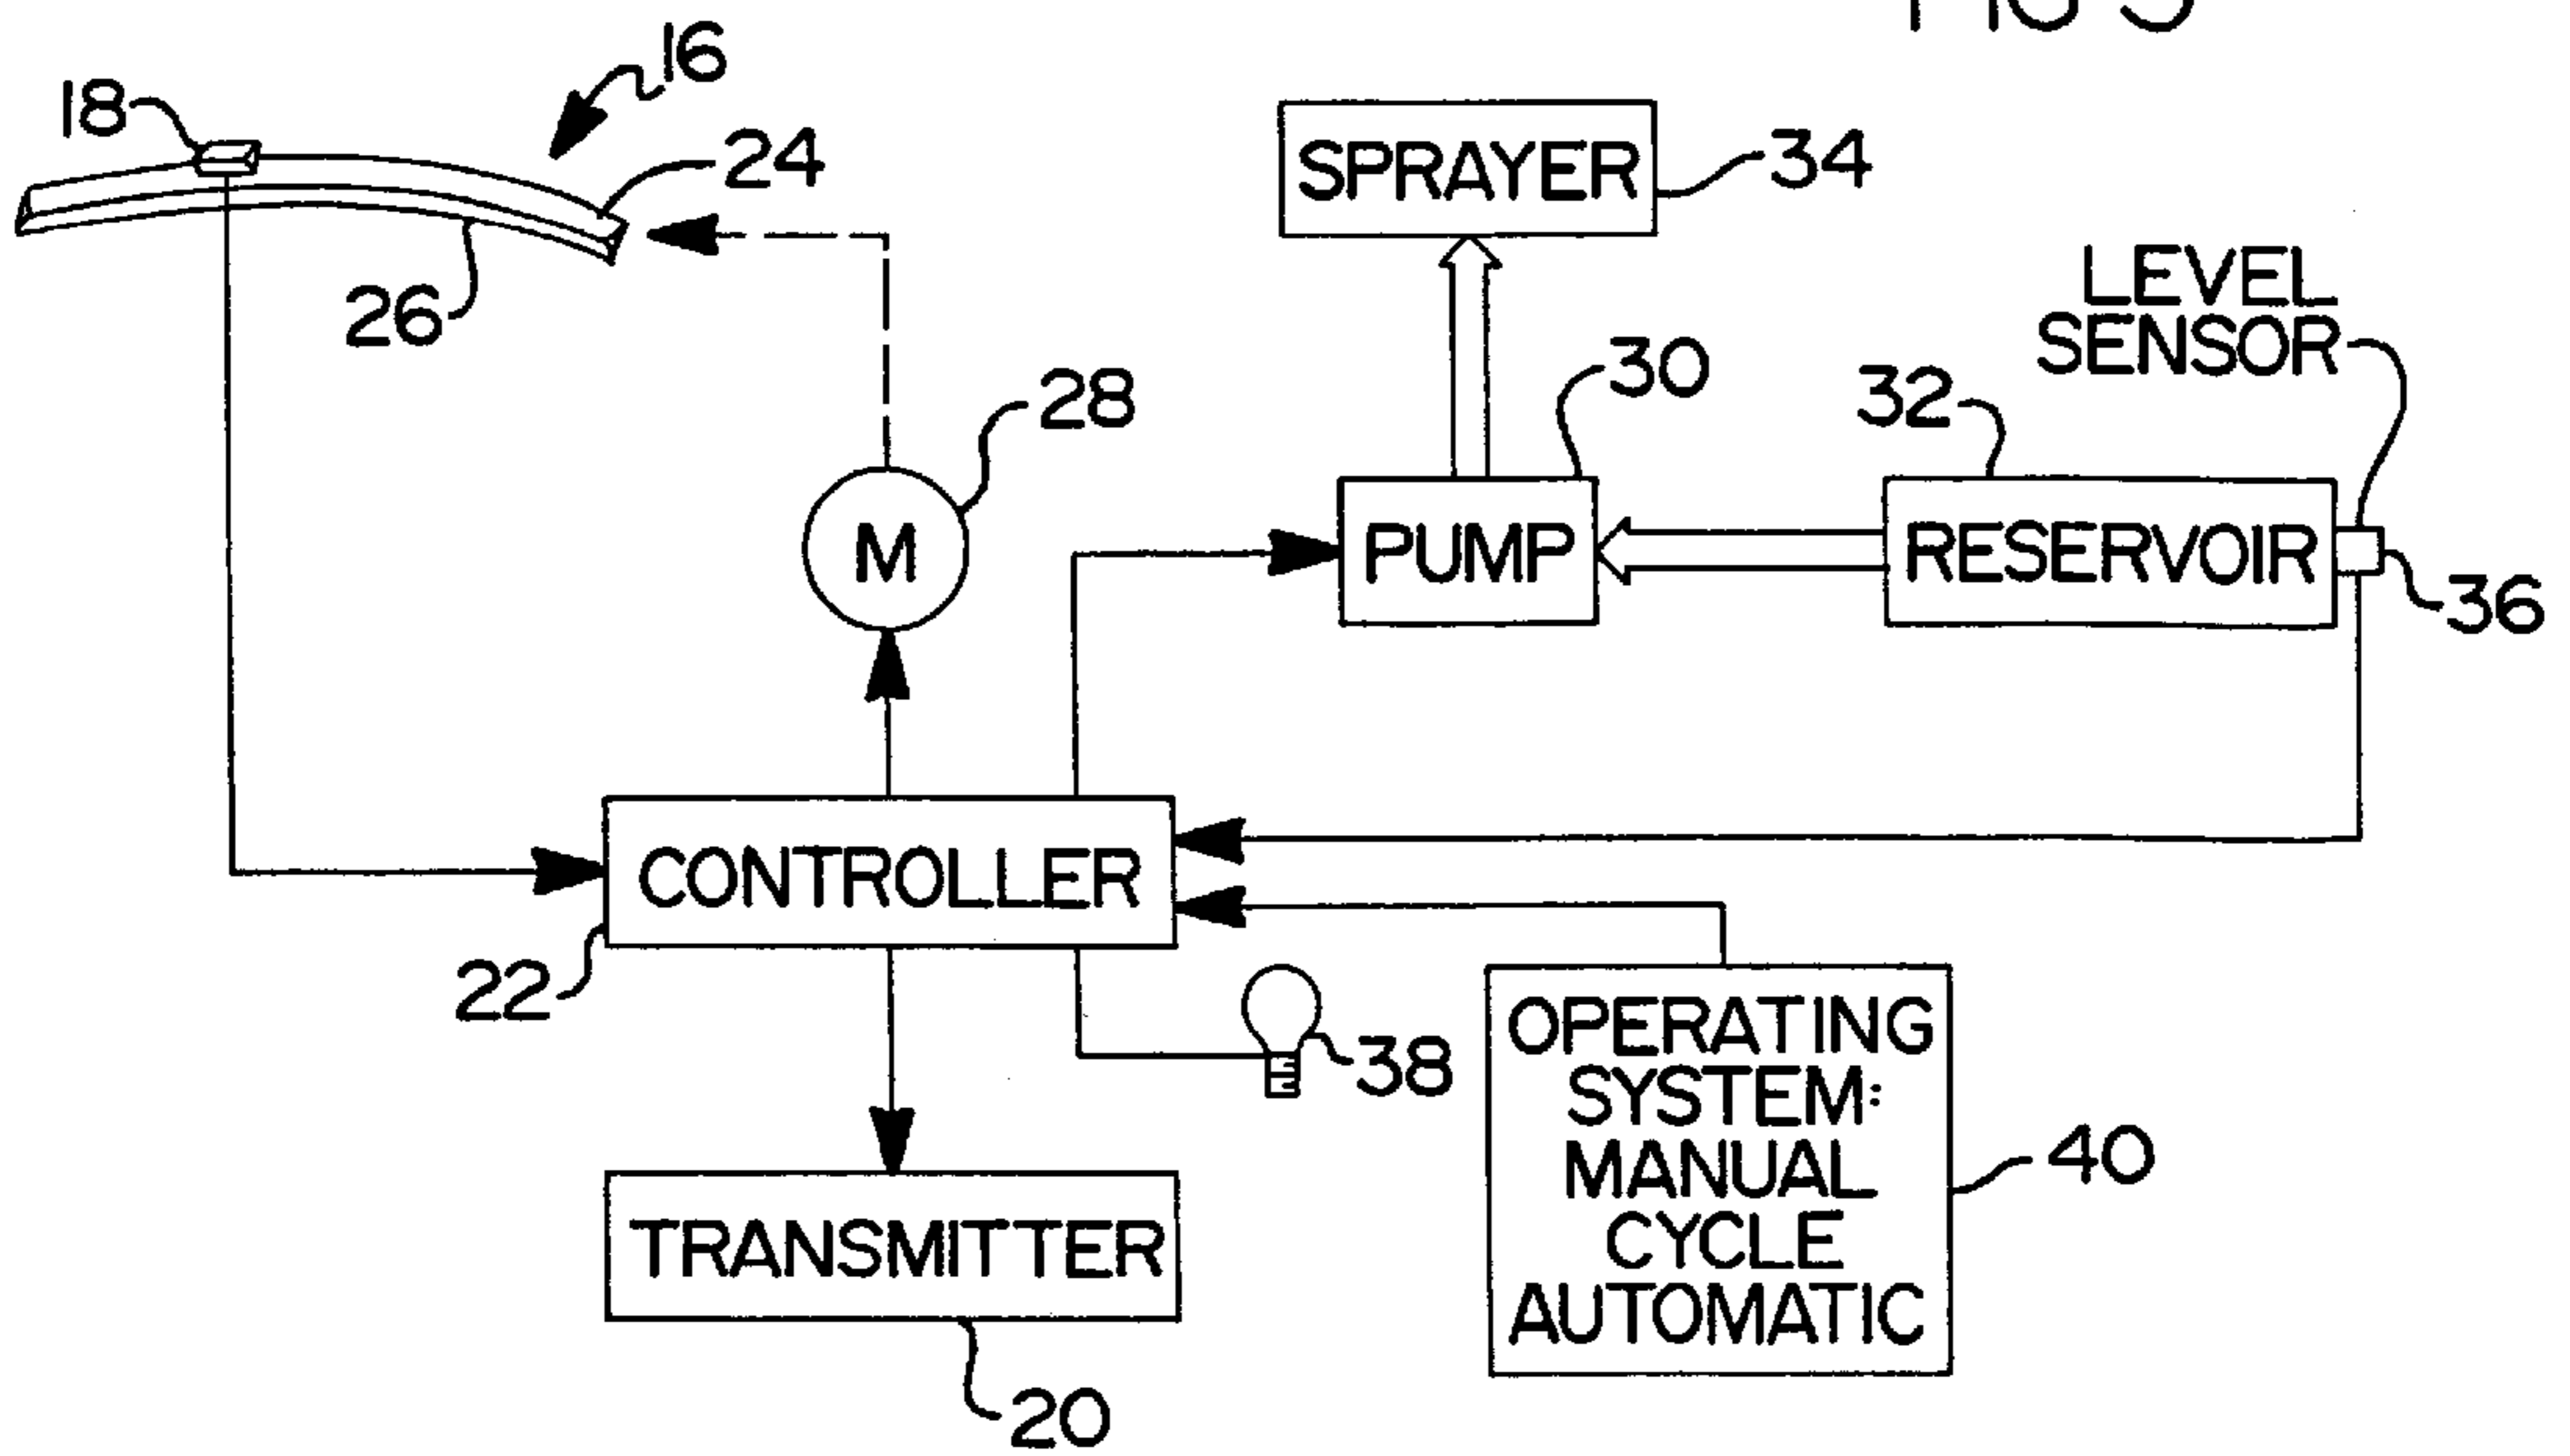 16
18
24
SPRAYER
34
26
LEVEL
SENSOR
28
30
32
M
PUMP
RESERVOIR
36
CONTROLLER
22
38
OPERATING
SYSTEM:
MANUAL
CYCLE
AUTOMATIC
40
TRANSMITTER
20